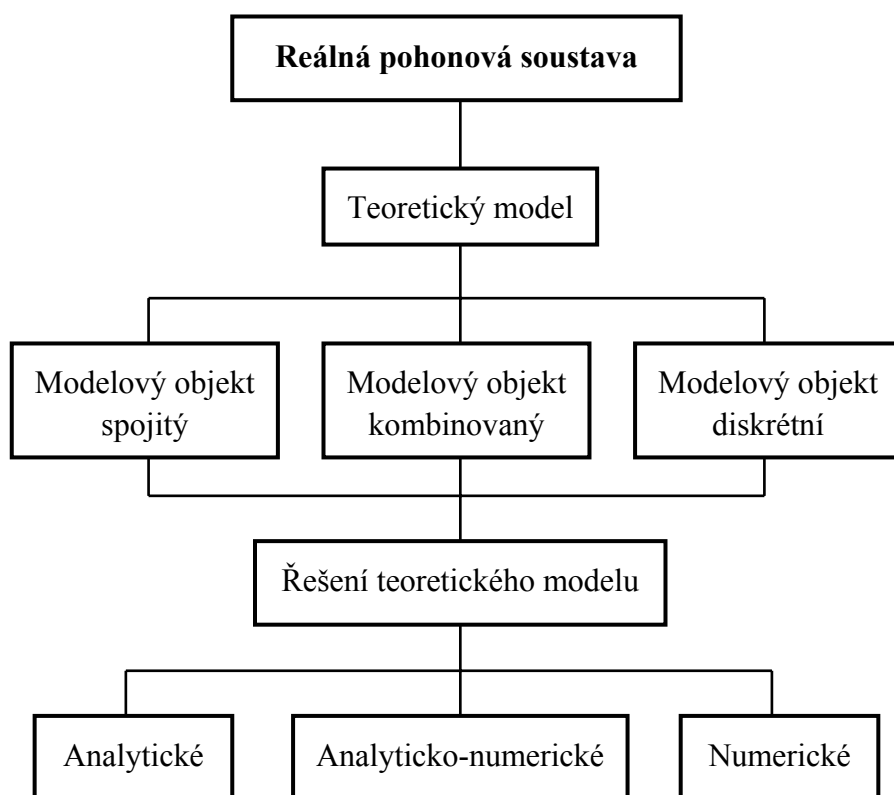 Reálná pohonová soustava
Teoretický model
Modelový objekt
spojitý
Modelový objekt
kombinovaný
Modelový objekt
diskrétní
Řešení teoretického modelu
Analytické
Analyticko-numerické
Numerické